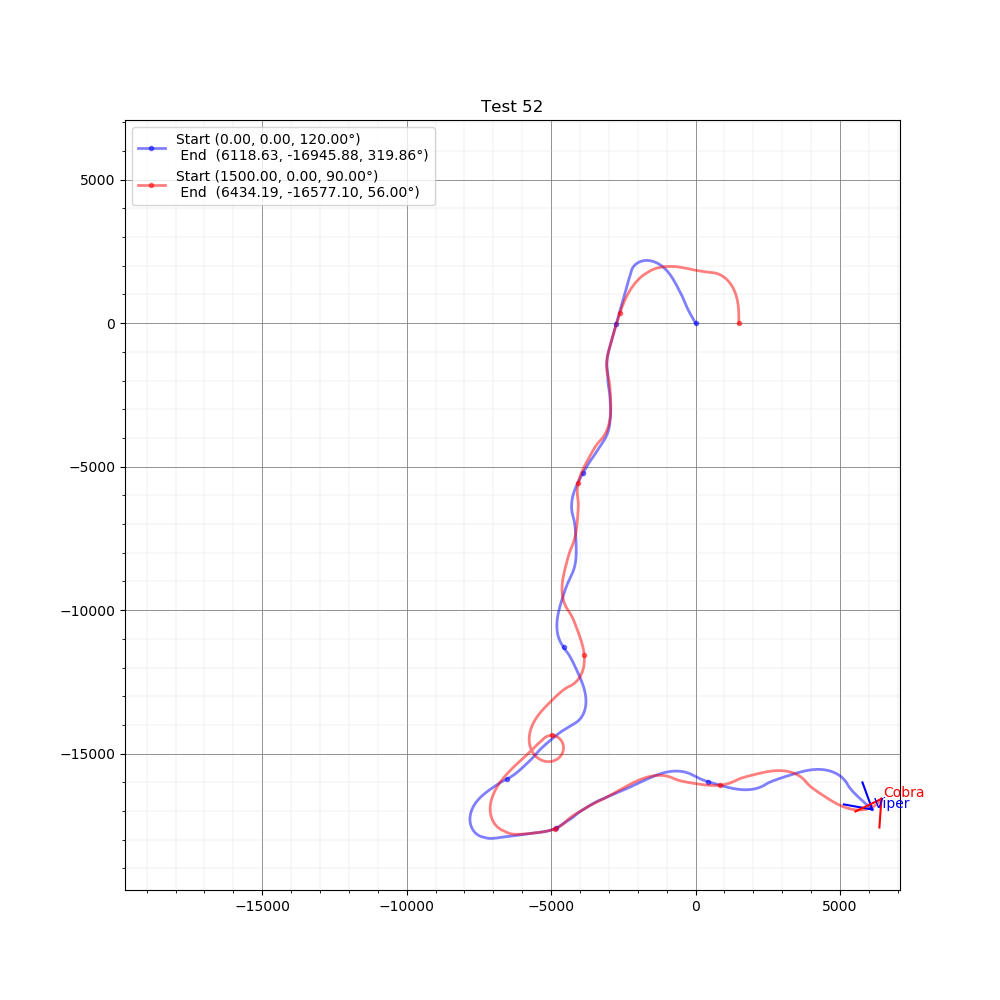 Test 52
Start (0.00, 0.00, 120.00°)
End  (6118.63, -16945.88, 319.86°)
Start (1500.00, 0.00, 90.00°)
End  (6434.19, -16577.10, 56.00°)
5000
0
−5000
−10000
−15000
Cobra
Viper
−15000
−10000
−5000
0
5000